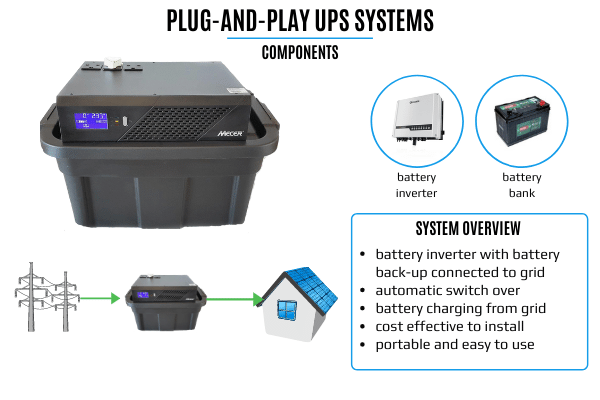 PLUG-AND-PLAY UPS SYSTEMS
COMPONENTS
MECER
battery
inverter
battery
bank
SYSTEM OVERVIEW
• battery inverter with battery
back-up connected to grid
• automatic switch over
• battery charging from grid
• cost effective to install
• portable and easy to use